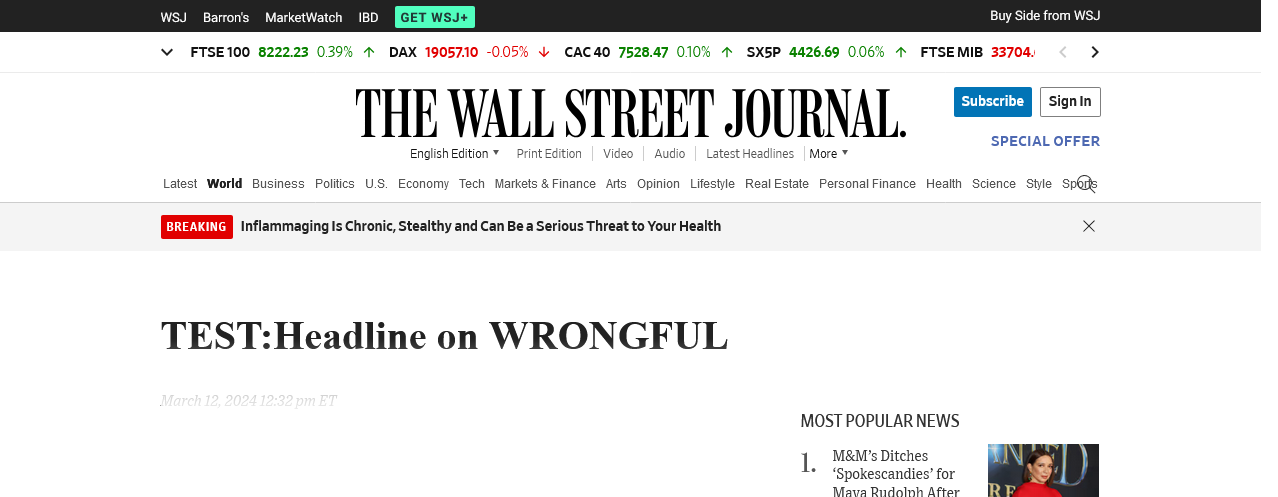 WSJ Barron's MarketWatch IBD GET WSJ+ Buy Side from WSJ
FTSE 100 8222.23 0.39% DAX 19057.10 -0.05% CAC 40 7528.47 0.10% SX5P 4426.69 0.06% FTSE MIB 33704.
THE WALL STREET JOURNAL.
Subscribe Sign In
SPECIAL OFFER
English Edition Print Edition Video Audio Latest Headlines More
Latest World Business Politics U.S. Economy Tech Markets & Finance Arts Opinion Lifestyle Real Estate Personal Finance Health Science Style Sports
BREAKING Inflammaging Is Chronic, Stealthy and Can Be a Serious Threat to Your Health
TEST:Headline on WRONGFUL
March 12, 2024 12:32 pm ET
MOST POPULAR NEWS
1. M&M's Ditches
‘Spokescandies’ for
Maya Rudolph After